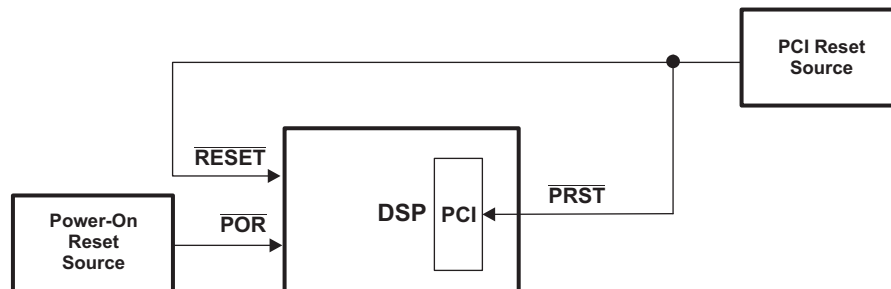 PCI Reset
Source
RESET
DSP
PCI
PRST
Power-On
Reset
Source
POR